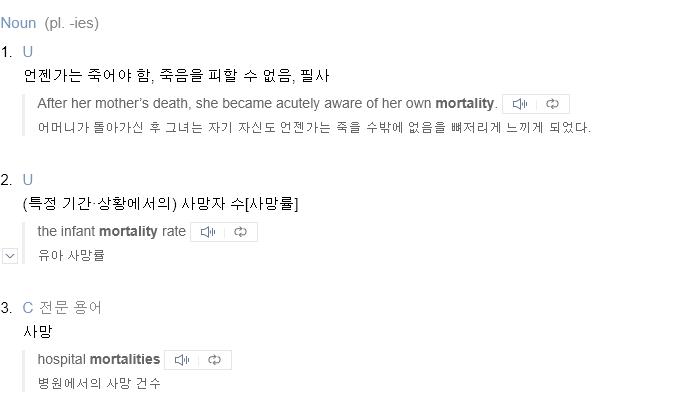 Noun (pl. -ies)
1. U
언젠가는 죽어야 함, 죽음을 피할 수 없음, 필사
After her mother's death, she became acutely aware of her own mortality.
어머니가 돌아가신 후 그녀는 자기 자신도 언젠가는 죽을 수밖에 없음을 뼈저리게 느끼게 되었다.
2. U
(특정 기간·상황에서의) 사망자 수[사망률]
the infant mortality rate
유아 사망률
3. C 전문 용어
사망
hospital mortalities
병원에서의 사망 건수